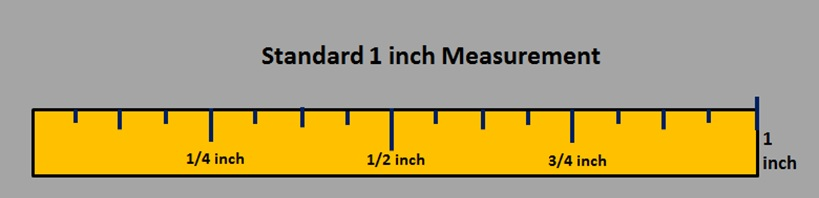 Standard 1 inch Measurement
1/4 inch
1/2 inch
3/4 inch
1
inch